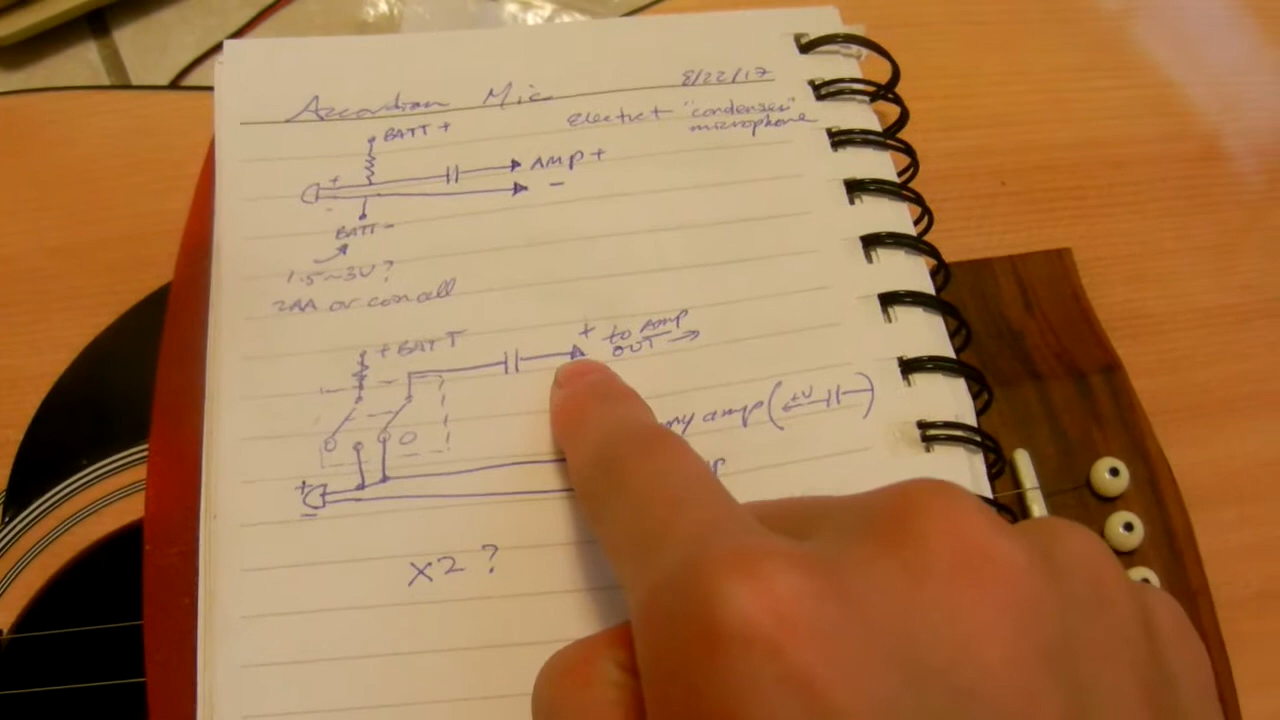 8/22/17
Accordian Mic
Electret "condenser"
microphone
BATT +
AMP +
+
-
-
BATT -
1.5~3V?
2AA or coin cell
+ to AMP
+ BATT
OUT →
my amp (+V)
+
-
X2 ?